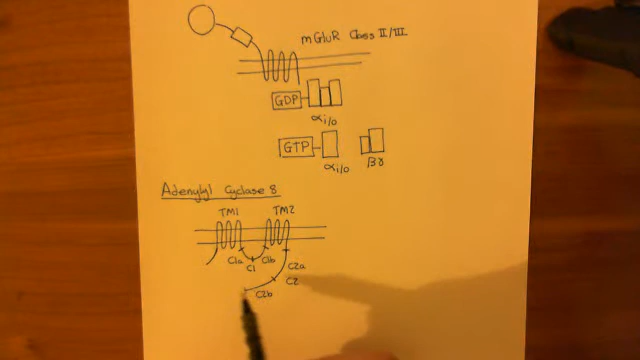 mGluR Class II/III
GDP
αi/o
GTP
αi/o
βγ
Adenylyl Cyclase 8
TM1 TM2
C1a C1b
C1
C2a
C2
C2b